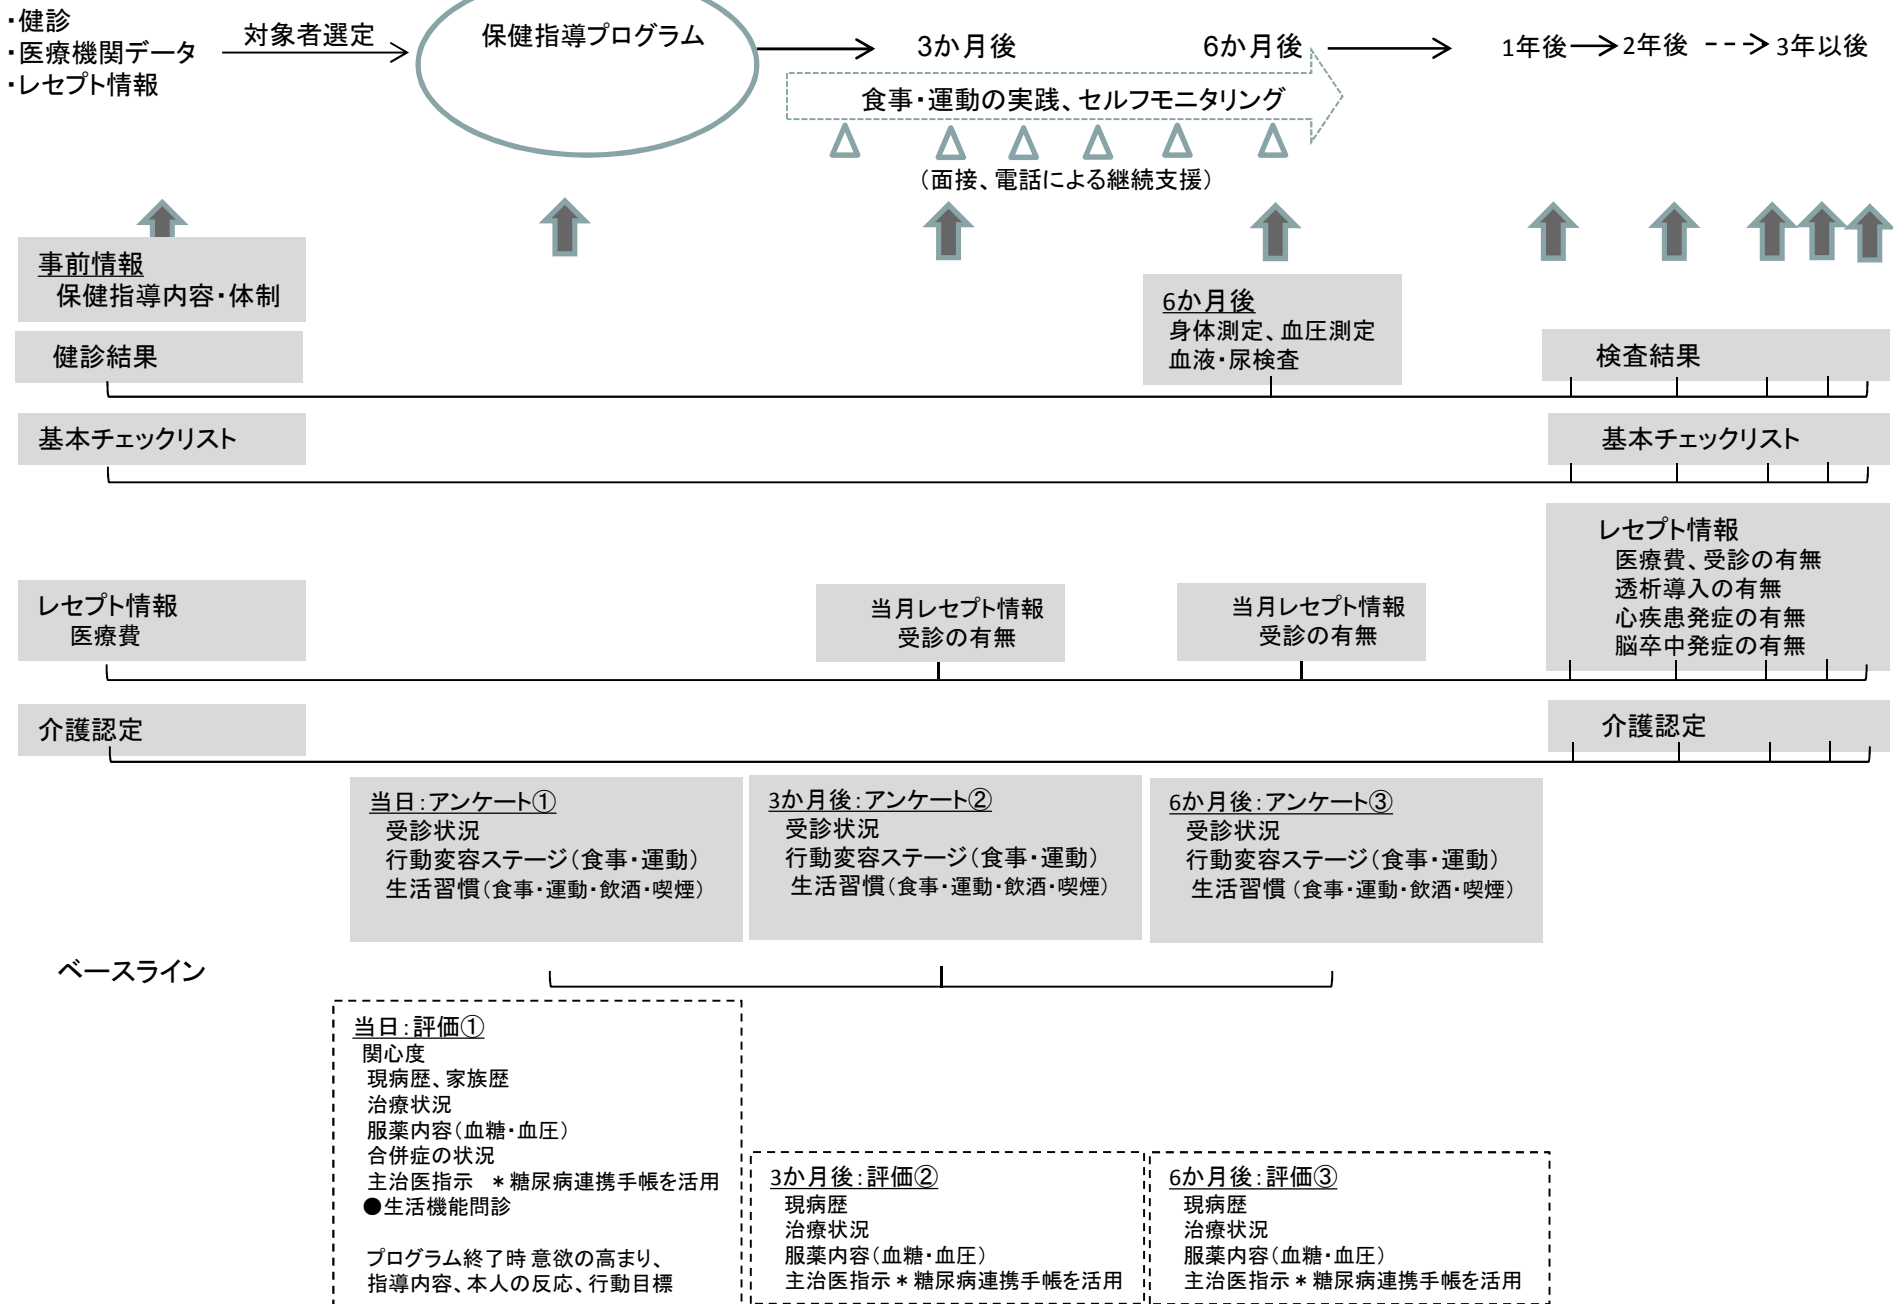 ・健診
・医療機関データ
・レセプト情報
対象者選定
保健指導プログラム
3か月後
6か月後
1年後
2年後
3年以後
食事・運動の実践、セルフモニタリング
（面接、電話による継続支援）
事前情報
保健指導内容・体制
健診結果
6か月後
身体測定、血圧測定
血液・尿検査
検査結果
基本チェックリスト
基本チェックリスト
レセプト情報
医療費
当月レセプト情報
受診の有無
当月レセプト情報
受診の有無
レセプト情報
医療費、受診の有無
透析導入の有無
心疾患発症の有無
脳卒中発症の有無
介護認定
介護認定
当日：アンケート①
受診状況
行動変容ステージ（食事・運動）
生活習慣（食事・運動・飲酒・喫煙）
3か月後：アンケート②
受診状況
行動変容ステージ（食事・運動）
生活習慣（食事・運動・飲酒・喫煙）
6か月後：アンケート③
受診状況
行動変容ステージ（食事・運動）
生活習慣（食事・運動・飲酒・喫煙）
ベースライン
当日：評価①
関心度
現病歴、家族歴
治療状況
服薬内容（血糖・血圧）
合併症の状況
主治医指示　＊糖尿病連携手帳を活用
●生活機能問診
プログラム終了時 意欲の高まり、
指導内容、本人の反応、行動目標
3か月後：評価②
現病歴
治療状況
服薬内容（血糖・血圧）
主治医指示＊糖尿病連携手帳を活用
6か月後：評価③
現病歴
治療状況
服薬内容（血糖・血圧）
主治医指示＊糖尿病連携手帳を活用